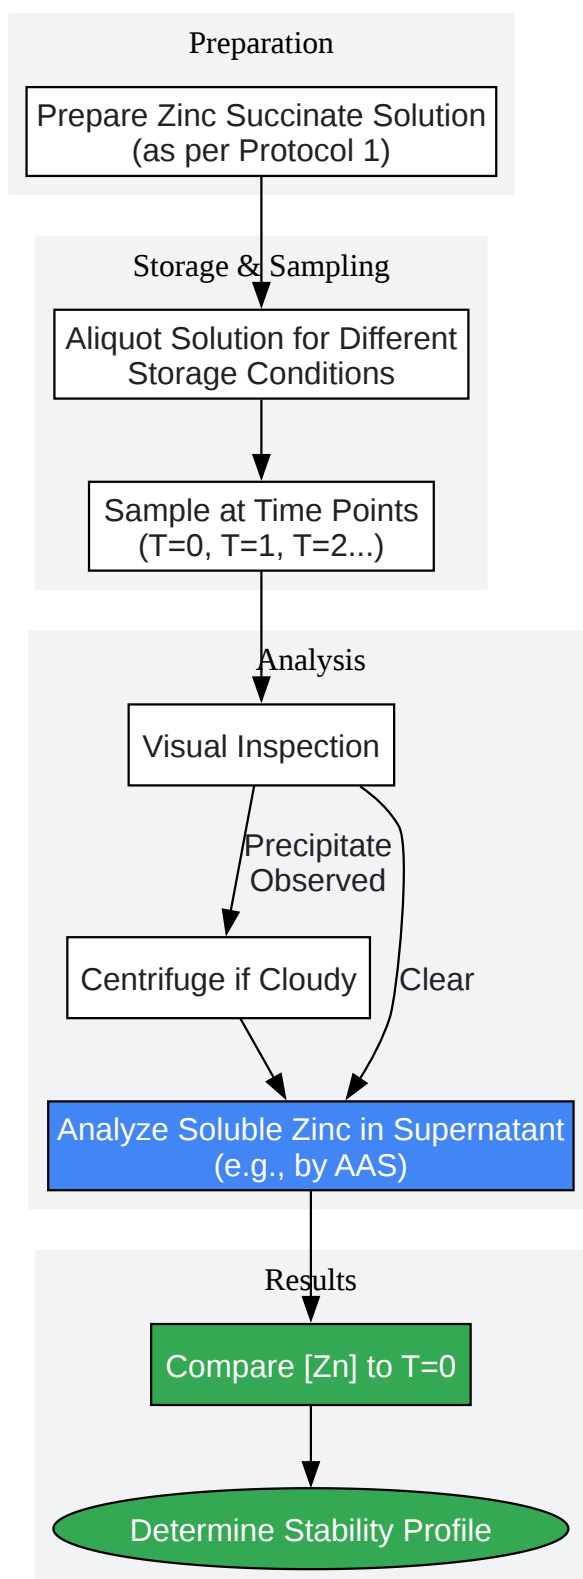 Preparation
Prepare Zinc Succinate Solution
(as per Protocol 1)
Storage & Sampling
Aliquot Solution for Different
Storage Conditions
Sample at Time Points
(T=0, T=1, T=2...)
Analysis
Visual Inspection
Precipitate
Observed
Centrifuge if Cloudy
Clear
Analyze Soluble Zinc in Supernatant
(e.g., by AAS)
Results
Compare [Zn] to T=0
Determine Stability Profile